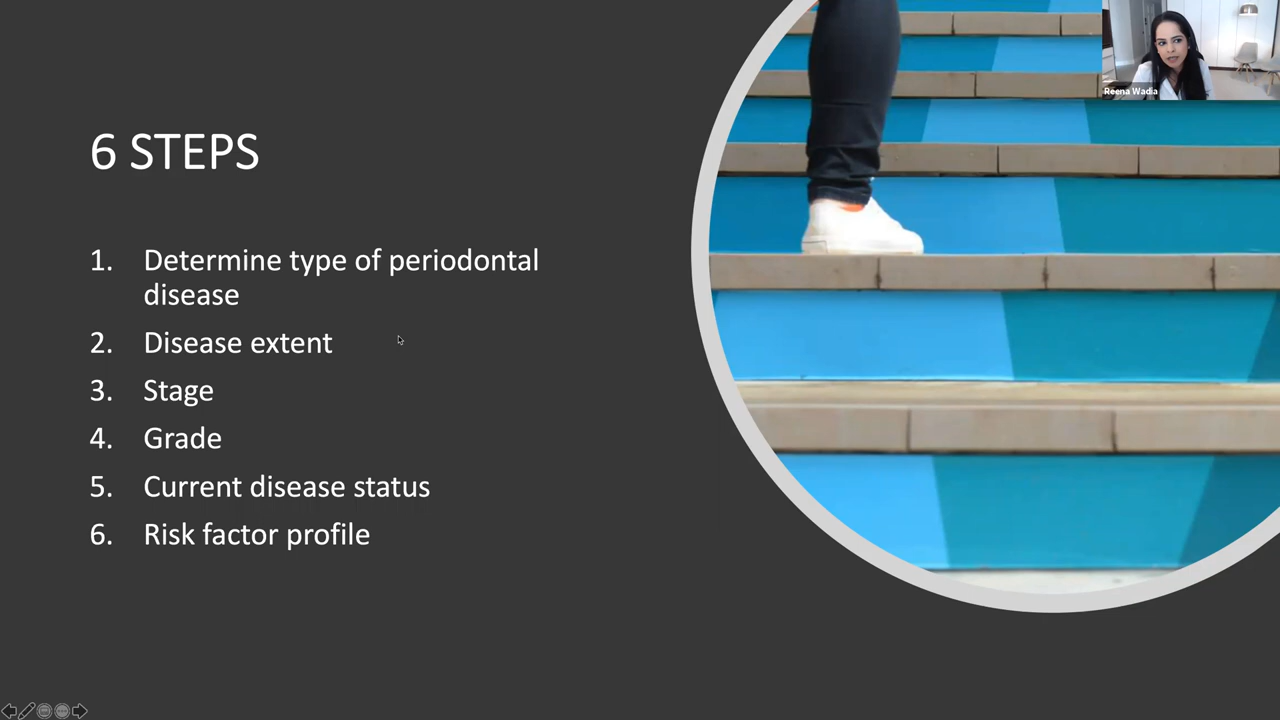 6 STEPS
1. Determine type of periodontal
disease
2. Disease extent
3. Stage
4. Grade
5. Current disease status
6. Risk factor profile
Reena Wadia